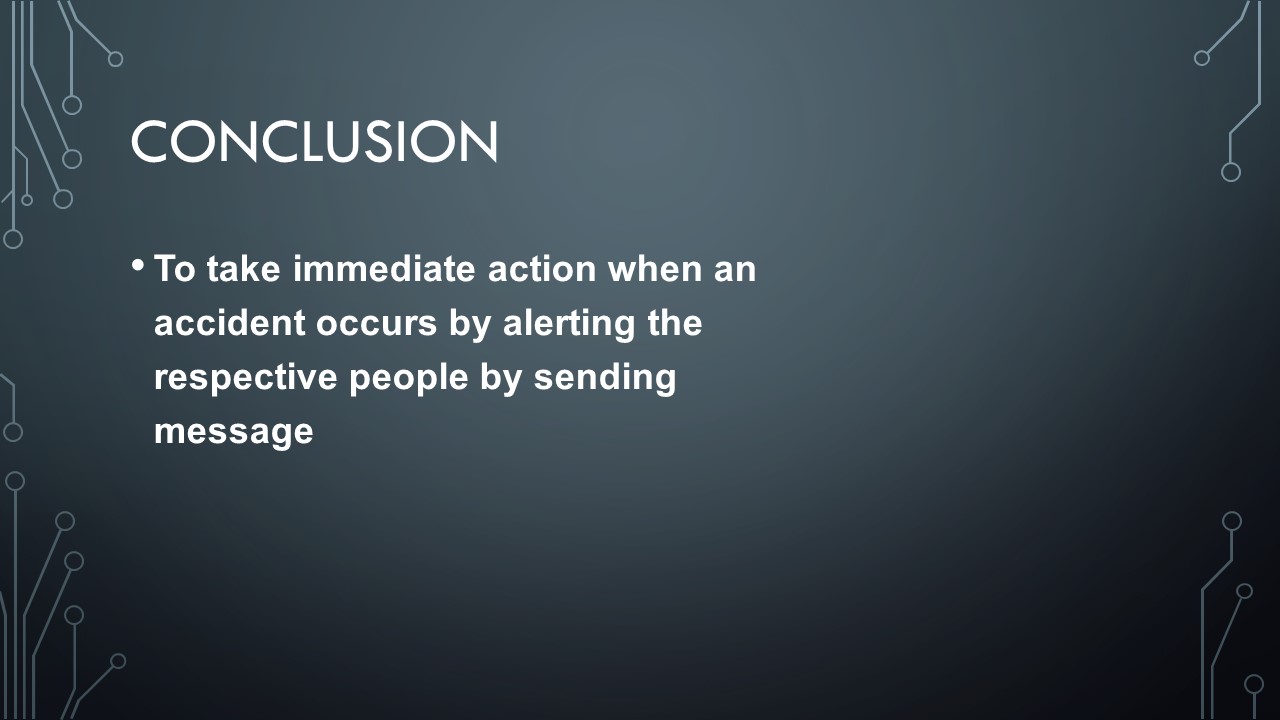 CONCLUSION
• To take immediate action when an
accident occurs by alerting the
respective people by sending
message